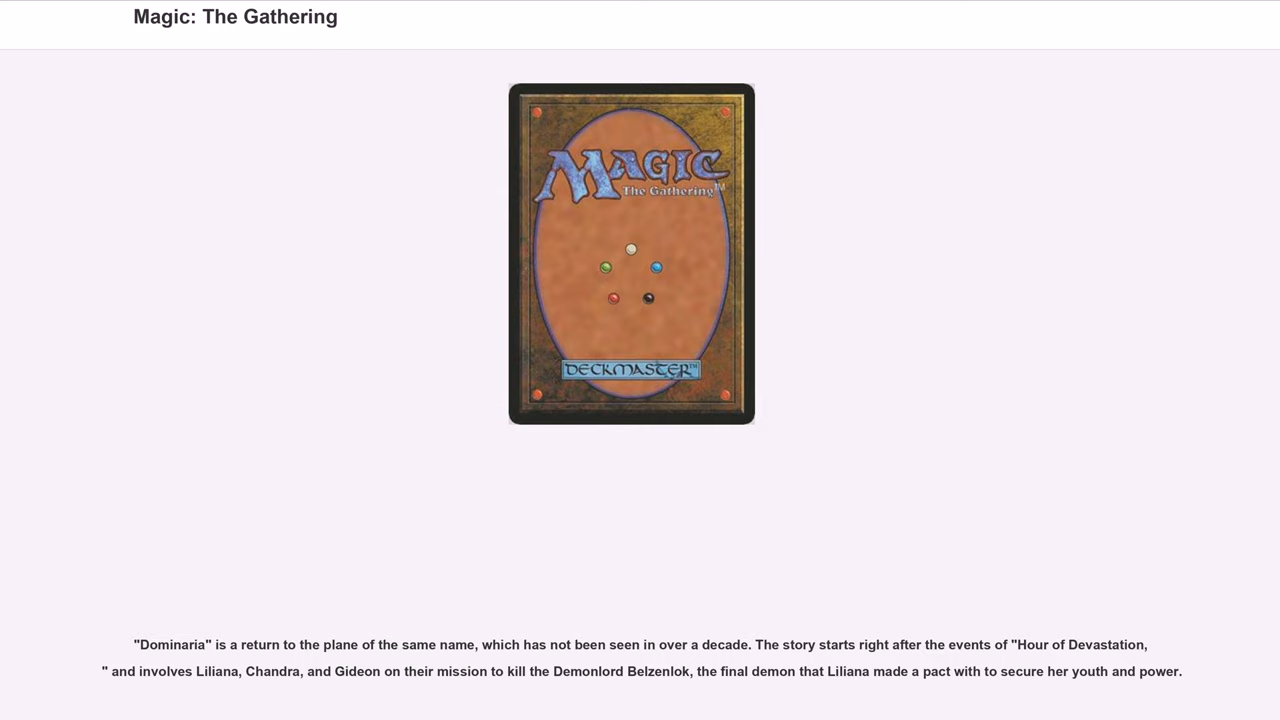 Magic: The Gathering
MAGIC
The Gathering™
DECKMASTER™
"Dominaria" is a return to the plane of the same name, which has not been seen in over a decade. The story starts right after the events of "Hour of Devastation,
" and involves Liliana, Chandra, and Gideon on their mission to kill the Demonlord Belzenlok, the final demon that Liliana made a pact with to secure her youth and power.